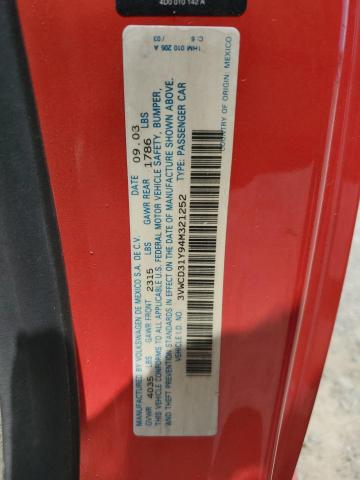 4D0 010 142 A
MANUFACTURED BY VOLKSWAGEN DE MEXICO S.A. DE C.V. DATE 09.03
GVWR 4035 LBS GAWR FRONT 2315 LBS GAWR REAR 1786 LBS
THIS VEHICLE CONFORMS TO ALL APPLICABLE U.S. FEDERAL MOTOR VEHICLE SAFETY, BUMPER,
AND THEFT PREVENTION STANDARDS IN EFFECT ON THE DATE OF MANUFACTURE SHOWN ABOVE.
VEHICLE I.D. NO.: 3VWCD31Y94M321252 TYPE: PASSENGER CAR
COUNTRY OF ORIGIN: MEXICO
1HM 010 205 A